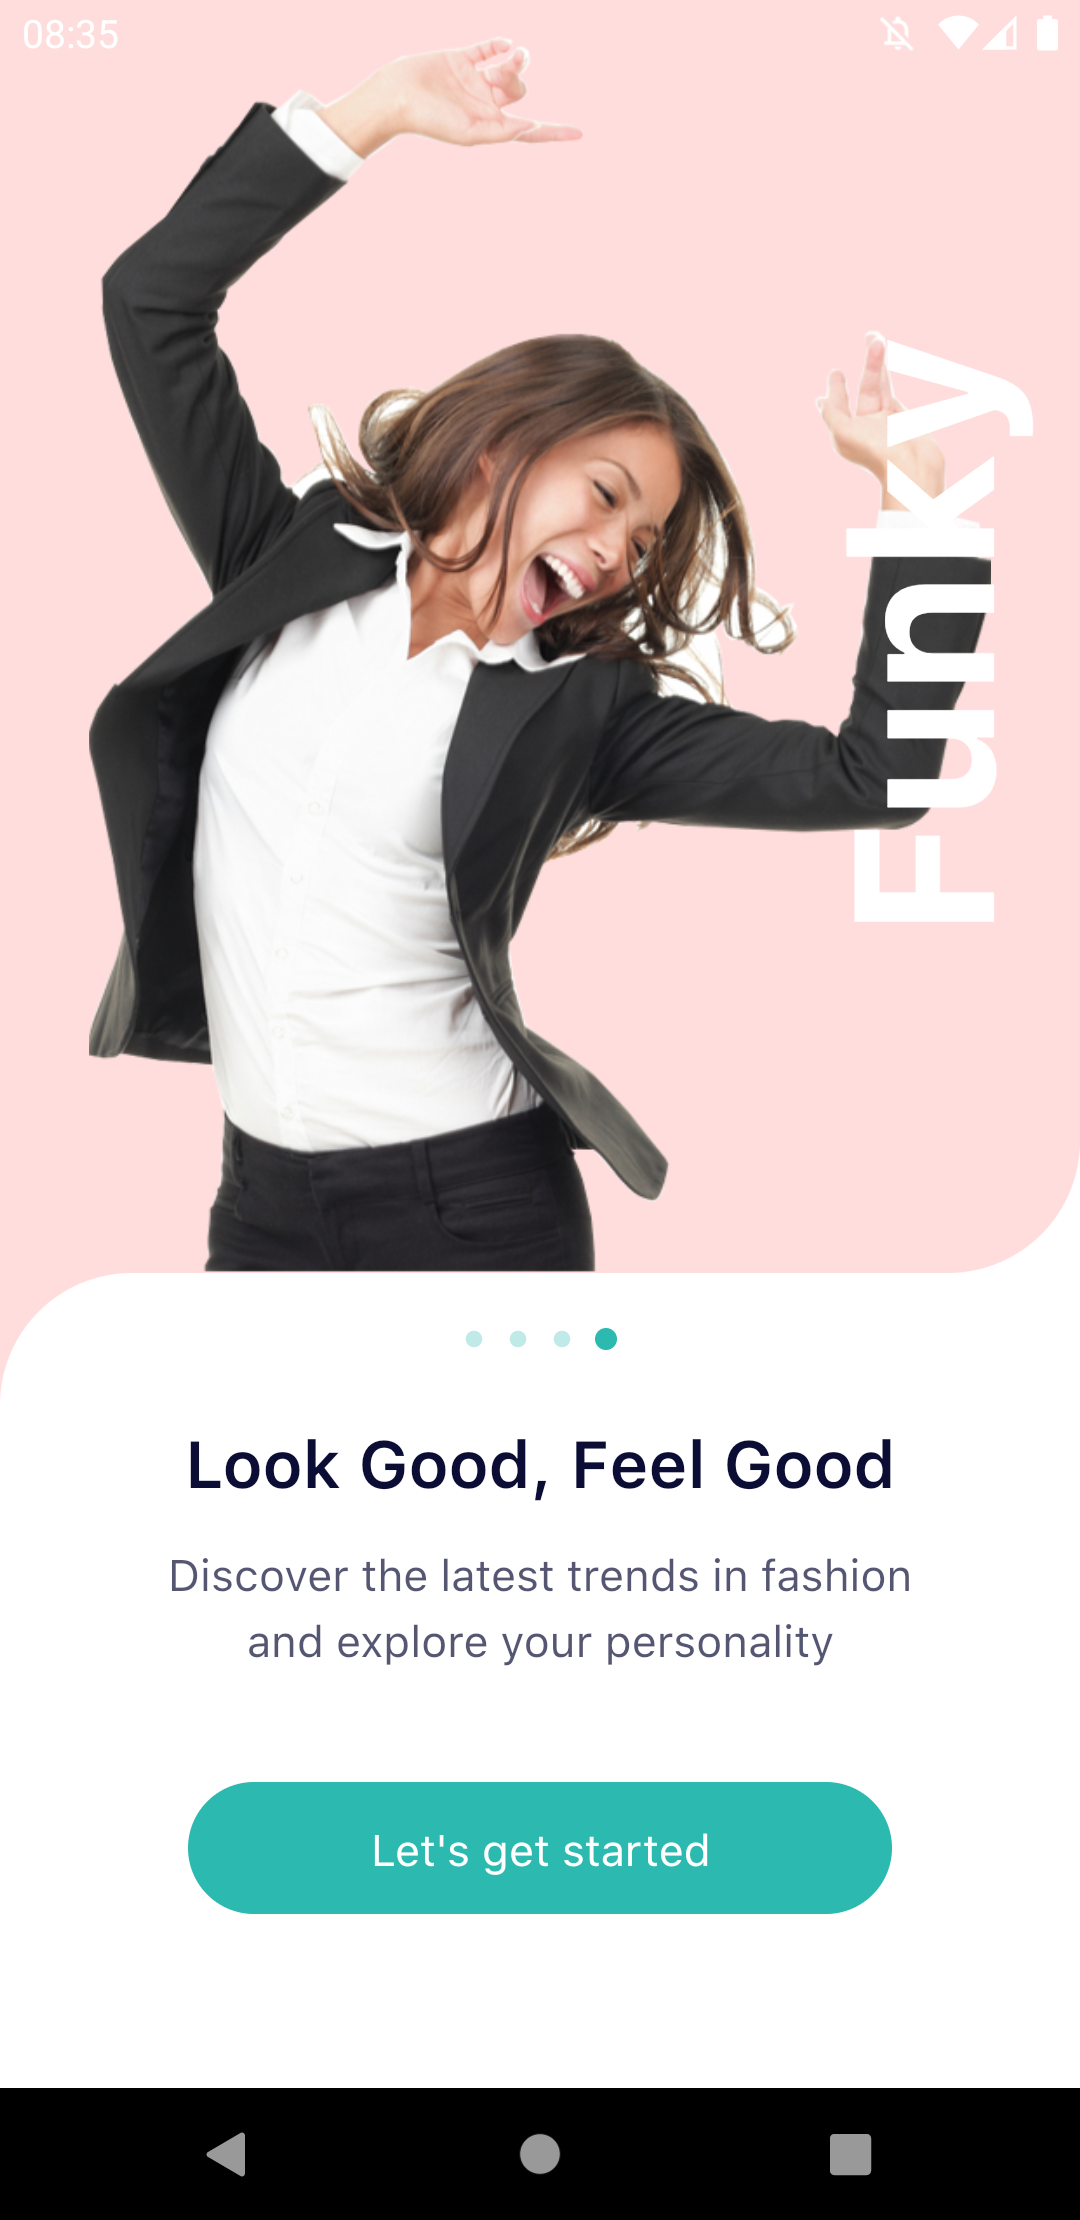 08:35
Funky
Look Good, Feel Good
Discover the latest trends in fashion
and explore your personality
Let's get started